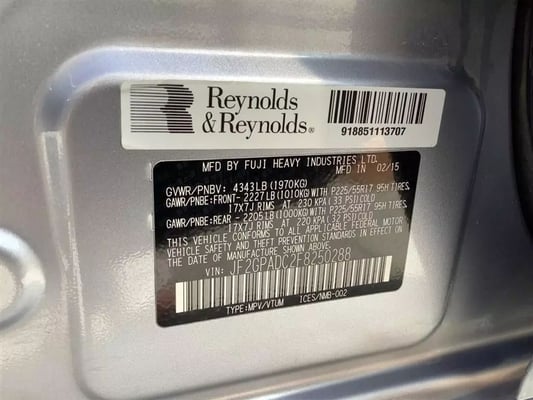 Reynolds
& Reynolds®
918851113707
MFD BY FUJI HEAVY INDUSTRIES LTD.
GVWR/PNBV: 4343LB (1970KG) MFD IN 02/15
GAWR/PNBE:FRONT- 2227LB (1010KG) WITH P225/55R17 95H TIRES,
17X7J RIMS AT 230 KPA (33 PSI) COLD
GAWR/PNBE:REAR - 2205LB (1000KG) WITH P225/55R17 95H TIRES,
17X7J RIMS AT 220 KPA (32 PSI) COLD
THIS VEHICLE CONFORMS TO ALL APPLICABLE FEDERAL MOTOR
VEHICLE SAFETY AND THEFT PREVENTION STANDARDS IN EFFECT ON
THE DATE OF MANUFACTURE SHOWN ABOVE.
VIN: JF2GPADC2F8250288
TYPE:MPV/VTUM ICES/NMB-002